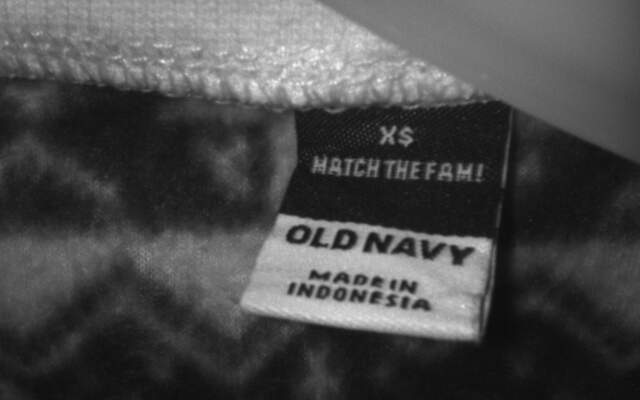 XS
MATCH THE FAM!
OLD NAVY
MADE IN
INDONESIA